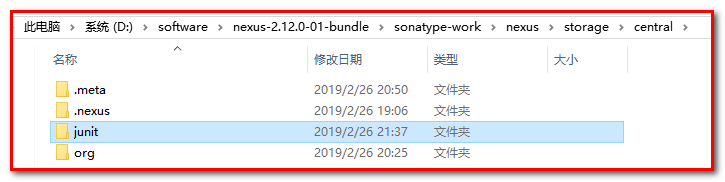 此电脑 > 系统 (D:) > software > nexus-2.12.0-01-bundle > sonatype-work > nexus > storage > central >
名称 修改日期 类型 大小
.meta 2019/2/26 20:50 文件夹
.nexus 2019/2/26 19:06 文件夹
junit 2019/2/26 21:37 文件夹
org 2019/2/26 20:25 文件夹